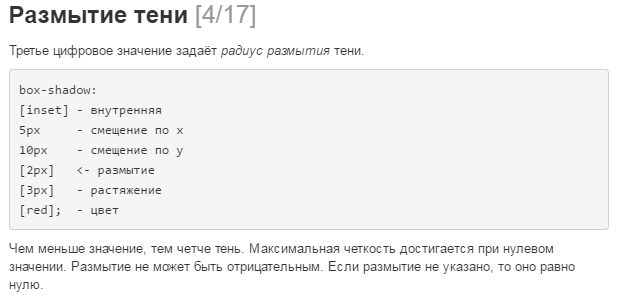 Размытие тени [4/17]
Третье цифровое значение задаёт радиус размытия тени.
box-shadow:
[inset] - внутренняя
5px     - смещение по x
10px    - смещение по y
[2px]   <- размытие
[3px]   - растяжение
[red];  - цвет
Чем меньше значение, тем четче тень. Максимальная четкость достигается при нулевом
значении. Размытие не может быть отрицательным. Если размытие не указано, то оно равно
нулю.